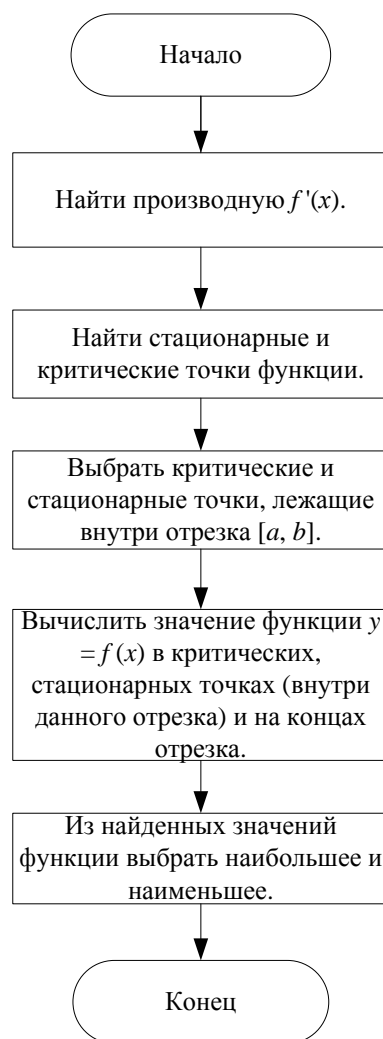 Начало
Найти производную f '(x).
Найти стационарные и
критические точки функции.
Выбрать критические и
стационарные точки, лежащие
внутри отрезка [a, b].
Вычислить значение функции y
= f (x) в критических,
стационарных точках (внутри
данного отрезка) и на концах
отрезка.
Из найденных значений
функции выбрать наибольшее и
наименьшее.
Конец